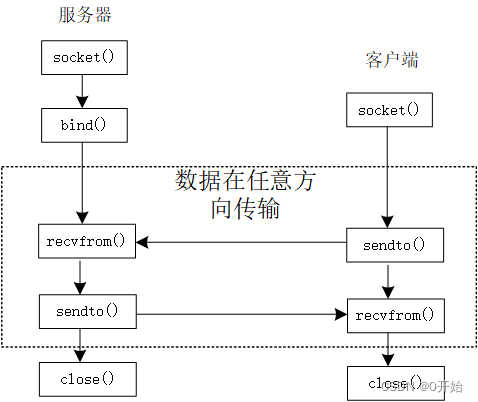 服务器
客户端
socket()
socket()
bind()
数据在任意方
向传输
recvfrom()
sendto()
sendto()
recvfrom()
close()
close()
CSDN @0开始